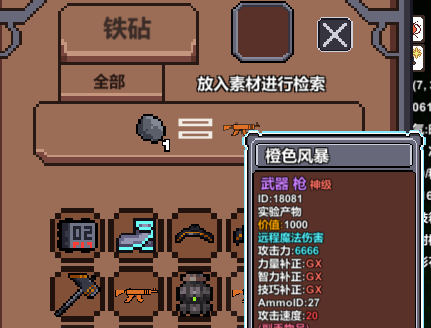 铁砧
全部
放入素材进行检索
1
橙色风暴
武器 枪 神级
ID:18081
实验产物
价值:1000
远程魔法伤害
攻击力:6666
力量补正:GX
智力补正:GX
技巧补正:GX
AmmoID:27
攻击速度:20
02
(7,
061